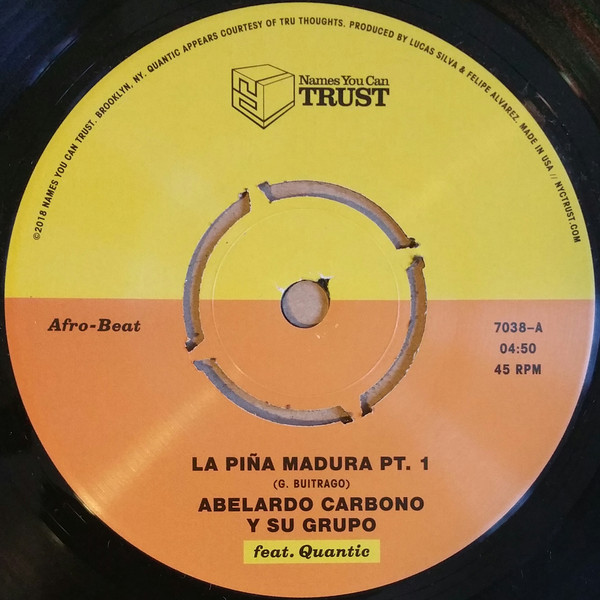 ©2018 NAMES YOU CAN TRUST. BROOKLYN, NY. QUANTIC APPEARS COURTESY OF TRU THOUGHTS. PRODUCED BY LUCAS SILVA & FELIPE ALVAREZ. MADE IN USA // NYCTRUST.COM
Names You Can
TRUST
Afro-Beat
7038-A
04:50
45 RPM
LA PIÑA MADURA PT. 1
(G. BUITRAGO)
ABELARDO CARBONO
Y SU GRUPO
feat. Quantic